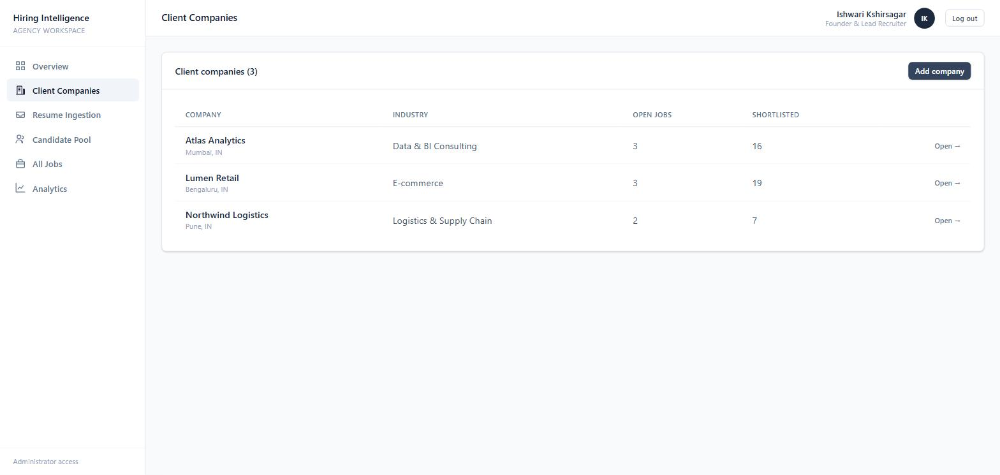 Hiring Intelligence
AGENCY WORKSPACE
Overview
Client Companies
Resume Ingestion
Candidate Pool
All Jobs
Analytics
Administrator access
Client Companies
Ishwari Kshirsagar
Founder & Lead Recruiter
IK
Log out
Client companies (3)
Add company
COMPANY INDUSTRY OPEN JOBS SHORTLISTED
Atlas Analytics
Mumbai, IN
Data & BI Consulting 3 16 Open →
Lumen Retail
Bengaluru, IN
E-commerce 3 19 Open →
Northwind Logistics
Pune, IN
Logistics & Supply Chain 2 7 Open →